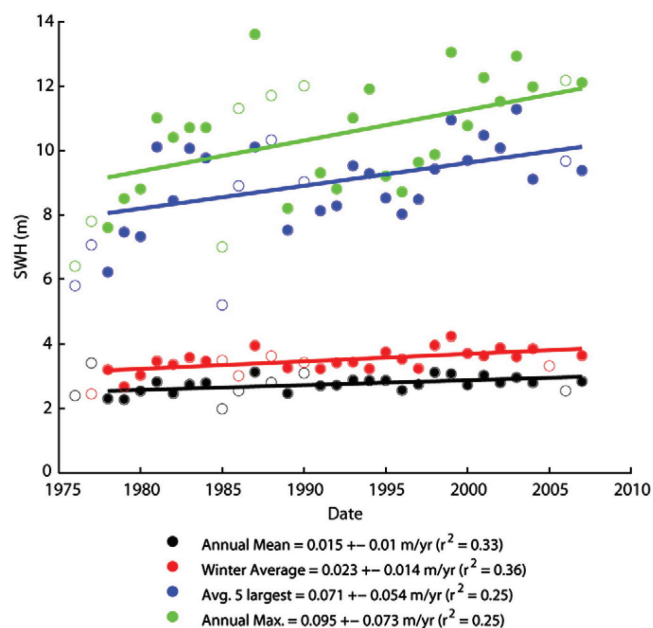 14
12
10
8
6
4
2
0
SWH (m)
1975 1980 1985 1990 1995 2000 2005 2010
Date
Annual Mean = 0.015 +− 0.01 m/yr (r² = 0.33)
Winter Average = 0.023 +− 0.014 m/yr (r² = 0.36)
Avg. 5 largest = 0.071 +− 0.054 m/yr (r² = 0.25)
Annual Max. = 0.095 +− 0.073 m/yr (r² = 0.25)